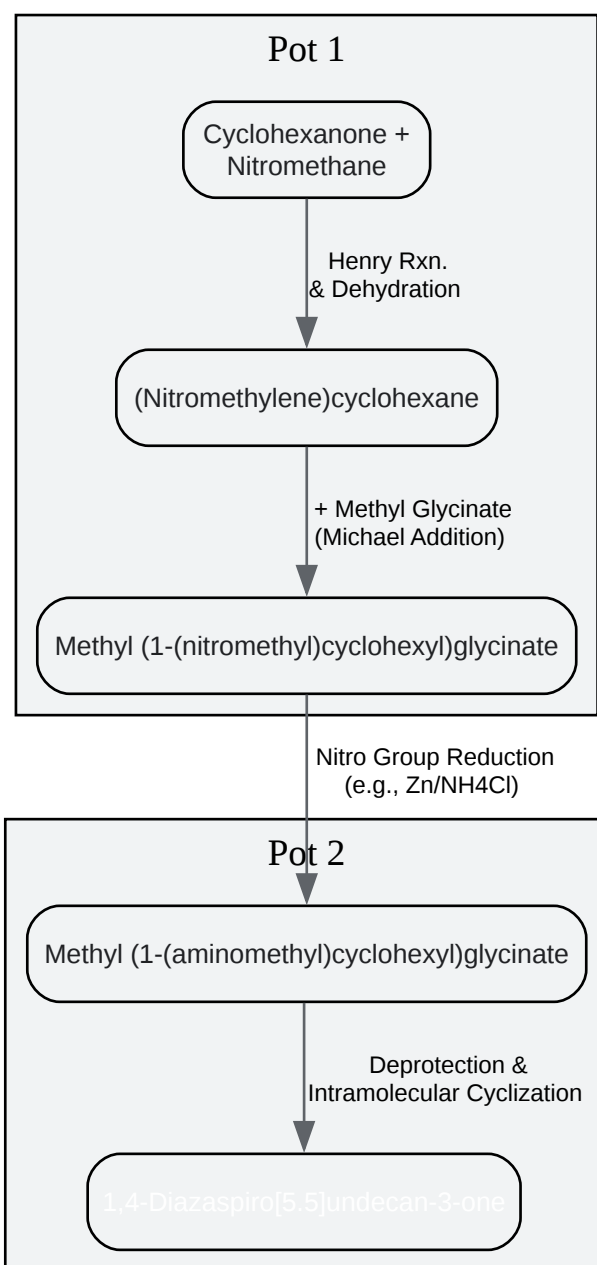 Pot 1
Cyclohexanone +
Nitromethane
Henry Rxn.
& Dehydration
(Nitromethylene)cyclohexane
+ Methyl Glycinate
(Michael Addition)
Methyl (1-(nitromethyl)cyclohexyl)glycinate
Nitro Group Reduction
(e.g., Zn/NH4Cl)
Pot 2
Methyl (1-(aminomethyl)cyclohexyl)glycinate
Deprotection &
Intramolecular Cyclization
1,4-Diazaspiro[5.5]undecan-3-one